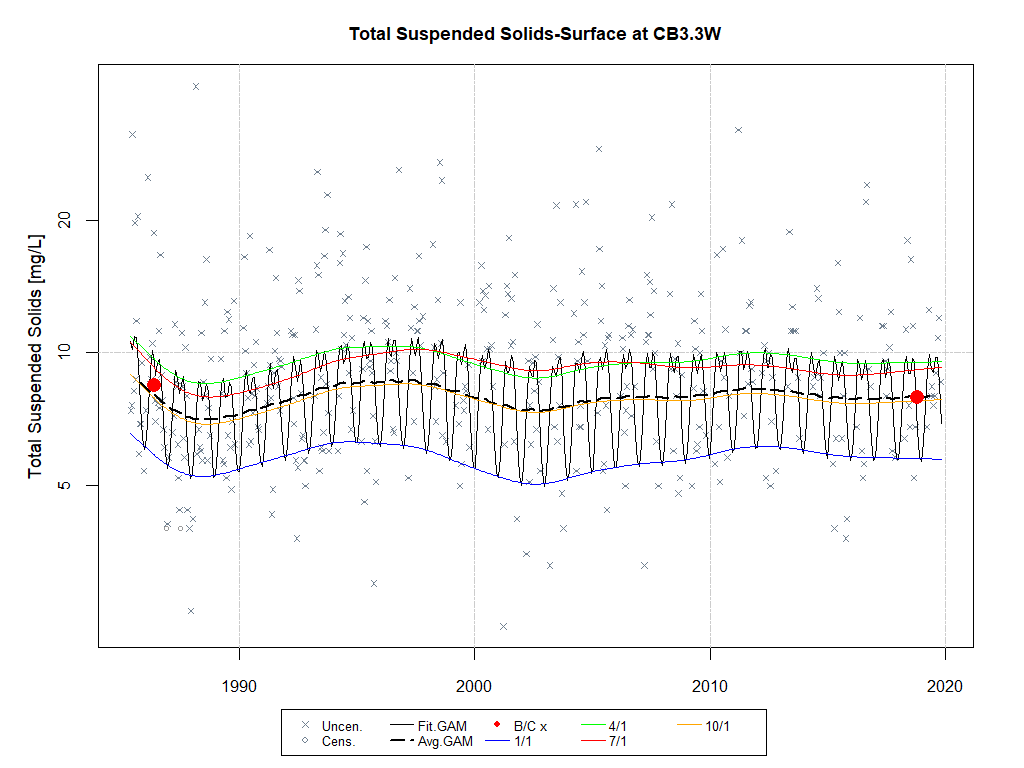 Total Suspended Solids-Surface at CB3.3W
Total Suspended Solids [mg/L]
20
10
5
1990 2000 2010 2020
Uncen. Fit.GAM B/C x 4/1 10/1
Cens. Avg.GAM 1/1 7/1